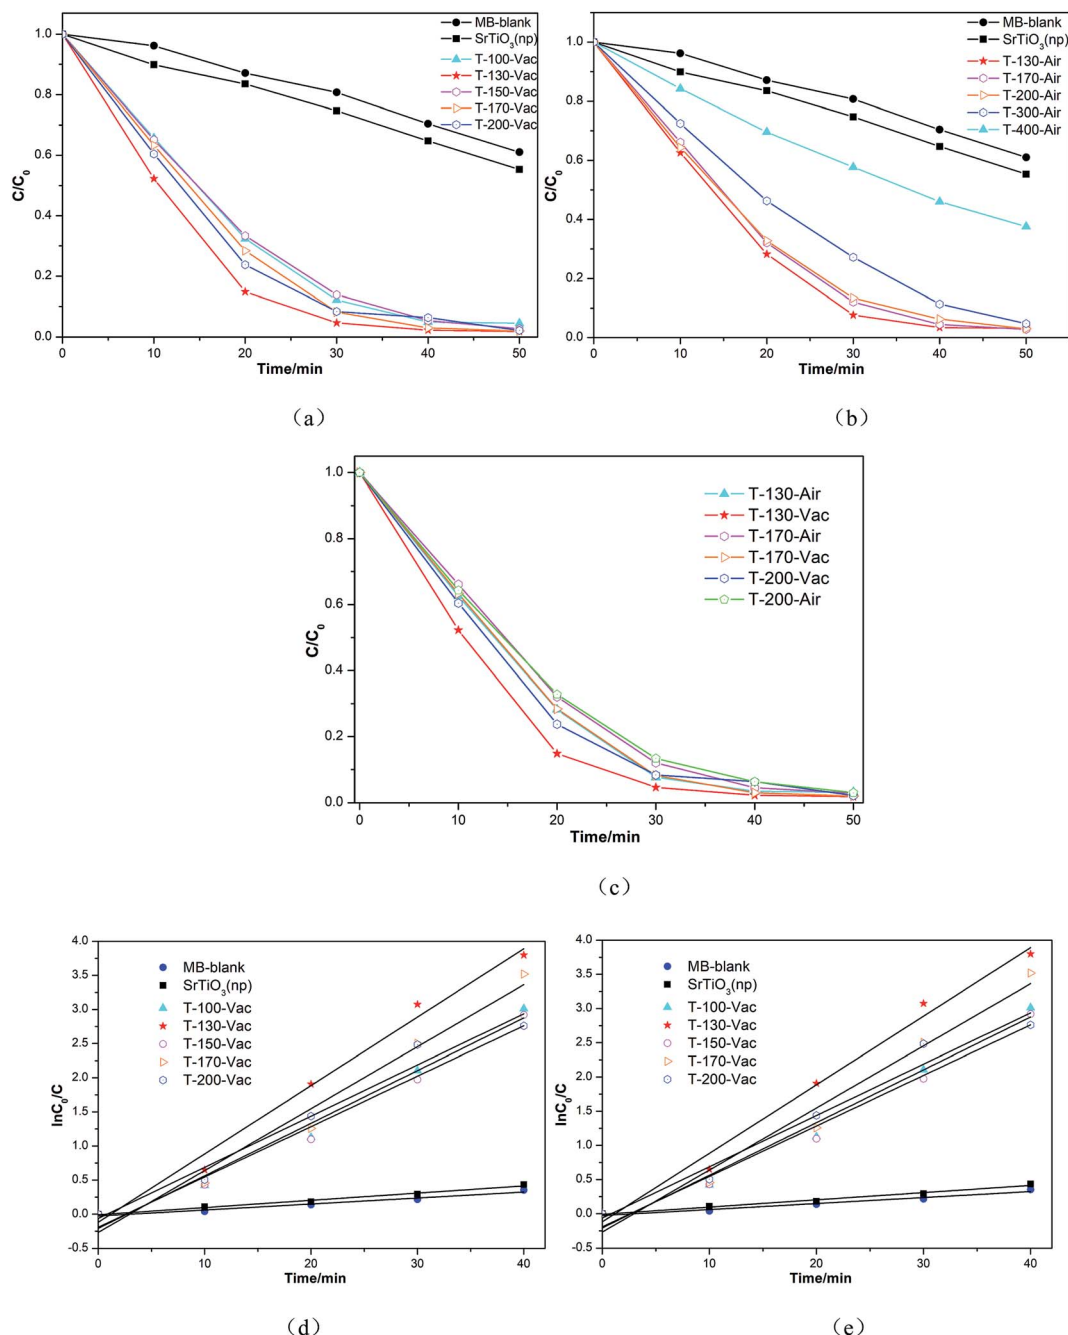 C/C0
1.0
0.8
0.6
0.4
0.2
0.0
0 10 20 30 40 50
Time/min
MB-blank
SrTiO3(np)
T-100-Vac
T-130-Vac
T-150-Vac
T-170-Vac
T-200-Vac
(a)
C/C0
1.0
0.8
0.6
0.4
0.2
0.0
0 10 20 30 40 50
Time/min
MB-blank
SrTiO3(np)
T-130-Air
T-170-Air
T-200-Air
T-300-Air
T-400-Air
(b)
C/C0
1.0
0.8
0.6
0.4
0.2
0.0
0 10 20 30 40 50
Time/min
T-130-Air
T-130-Vac
T-170-Air
T-170-Vac
T-200-Vac
T-200-Air
(c)
lnC0/C
4.0
3.5
3.0
2.5
2.0
1.5
1.0
0.5
0.0
-0.5
0 10 20 30 40
Time/min
MB-blank
SrTiO3(np)
T-100-Vac
T-130-Vac
T-150-Vac
T-170-Vac
T-200-Vac
(d)
lnC0/C
4.0
3.5
3.0
2.5
2.0
1.5
1.0
0.5
0.0
-0.5
0 10 20 30 40
Time/min
MB-blank
SrTiO3(np)
T-100-Vac
T-130-Vac
T-150-Vac
T-170-Vac
T-200-Vac
(e)